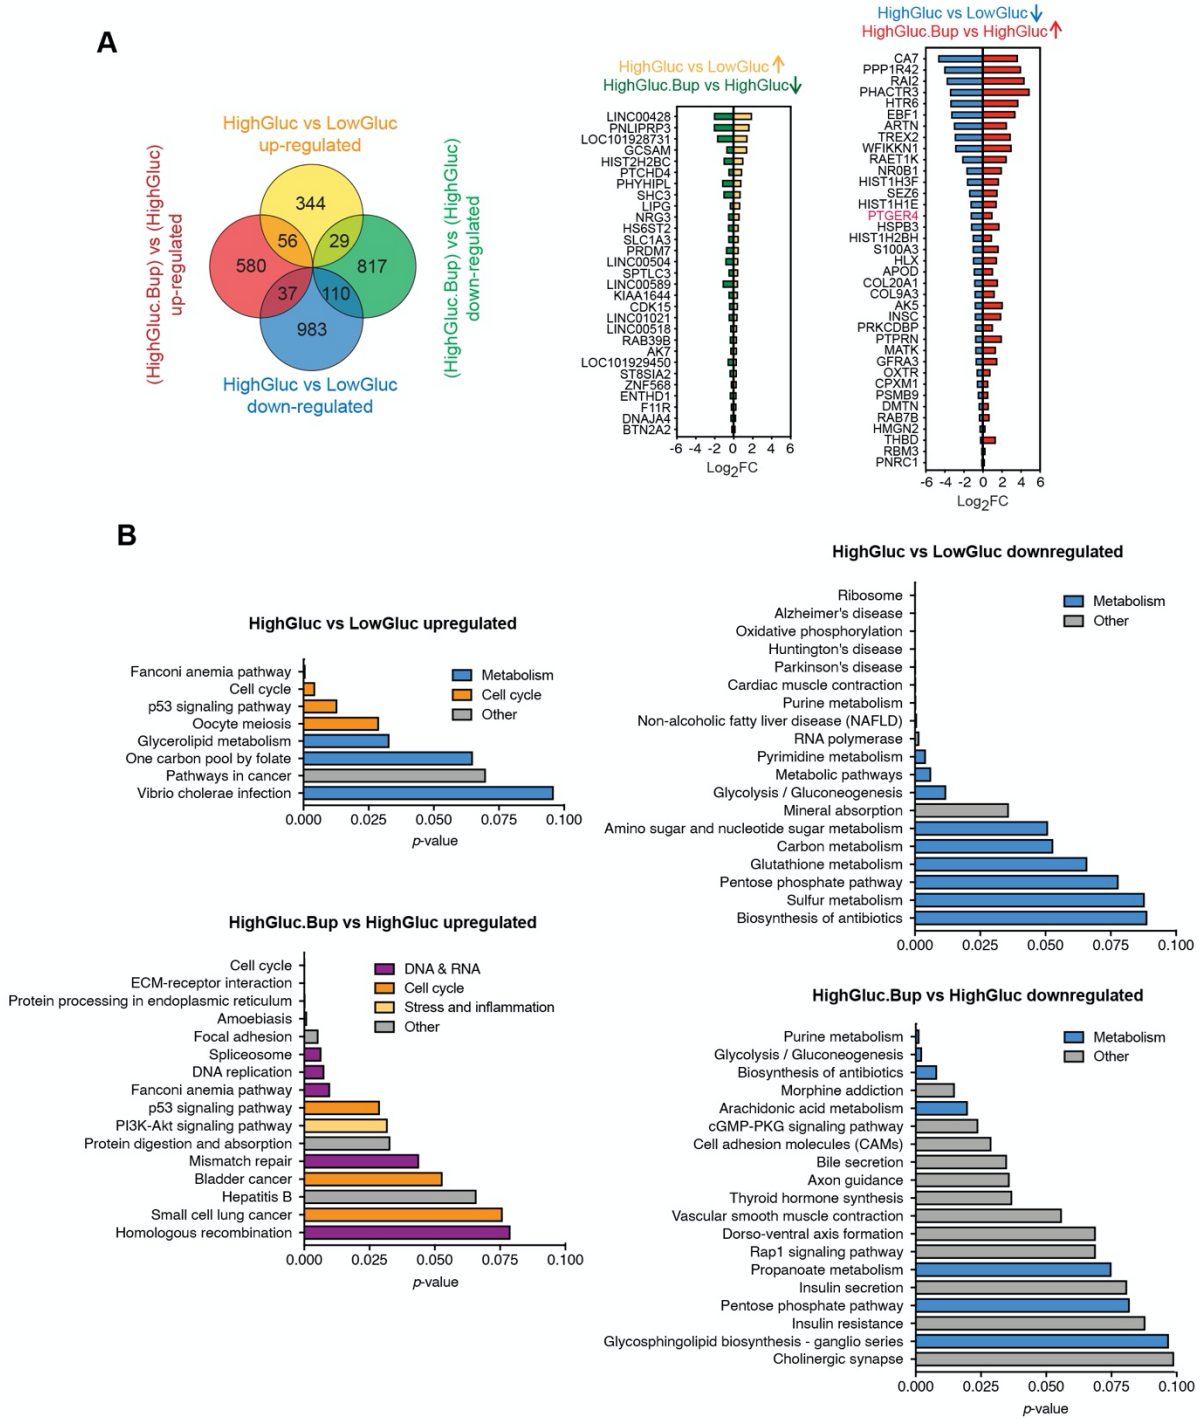 A
HighGluc vs LowGluc
up-regulated
(HighGluc.Bup) vs (HighGluc)
up-regulated
344
56
29
580
817
37
110
983
(HighGluc.Bup) vs (HighGluc)
down-regulated
HighGluc vs LowGluc
down-regulated
HighGluc vs LowGluc↑
HighGluc.Bup vs HighGluc↓
LINC00428
PNLIPRP3
LOC101928731
GCSAM
HIST2H2BC
PTCHD4
PHYHIPL
SHC3
LIPG
NRG3
HS6ST2
SLC1A3
PRDM7
LINC00504
SPTLC3
LINC00589
KIAA1644
CDK15
LINC01021
LINC00518
RAB39B
AK7
LOC101929450
ST8SIA2
ZNF568
ENTHD1
F11R
DNAJA4
BTN2A2
-6 -4 -2 0 2 4 6
Log2FC
HighGluc vs LowGluc↓
HighGluc.Bup vs HighGluc↑
CA7
PPP1R42
RAI2
PHACTR3
HTR6
EBF1
ARTN
TREX2
WFIKKN1
RAET1K
NR0B1
HIST1H3F
SEZ6
HIST1H1E
PTGER4
HSPB3
HIST1H2BH
S100A3
HLX
APOD
COL20A1
COL9A3
AK5
INSC
PRKCDBP
PTPRN
MATK
GFRA3
OXTR
CPXM1
PSMB9
DMTN
RAB7B
HMGN2
THBD
RBM3
PNRC1
-6 -4 -2 0 2 4 6
Log2FC
B
HighGluc vs LowGluc upregulated
Fanconi anemia pathway
Cell cycle
p53 signaling pathway
Oocyte meiosis
Glycerolipid metabolism
One carbon pool by folate
Pathways in cancer
Vibrio cholerae infection
Metabolism
Cell cycle
Other
0.000 0.025 0.050 0.075 0.100
p-value
HighGluc vs LowGluc downregulated
Ribosome
Alzheimer's disease
Oxidative phosphorylation
Huntington's disease
Parkinson's disease
Cardiac muscle contraction
Purine metabolism
Non-alcoholic fatty liver disease (NAFLD)
RNA polymerase
Pyrimidine metabolism
Metabolic pathways
Glycolysis / Gluconeogenesis
Mineral absorption
Amino sugar and nucleotide sugar metabolism
Carbon metabolism
Glutathione metabolism
Pentose phosphate pathway
Sulfur metabolism
Biosynthesis of antibiotics
Metabolism
Other
0.000 0.025 0.050 0.075 0.100
HighGluc.Bup vs HighGluc upregulated
Cell cycle
ECM-receptor interaction
Protein processing in endoplasmic reticulum
Amoebiasis
Focal adhesion
Spliceosome
DNA replication
Fanconi anemia pathway
p53 signaling pathway
PI3K-Akt signaling pathway
Protein digestion and absorption
Mismatch repair
Bladder cancer
Hepatitis B
Small cell lung cancer
Homologous recombination
DNA & RNA
Cell cycle
Stress and inflammation
Other
0.000 0.025 0.050 0.075 0.100
p-value
HighGluc.Bup vs HighGluc downregulated
Purine metabolism
Glycolysis / Gluconeogenesis
Biosynthesis of antibiotics
Morphine addiction
Arachidonic acid metabolism
cGMP-PKG signaling pathway
Cell adhesion molecules (CAMs)
Bile secretion
Axon guidance
Thyroid hormone synthesis
Vascular smooth muscle contraction
Dorso-ventral axis formation
Rap1 signaling pathway
Propanoate metabolism
Insulin secretion
Pentose phosphate pathway
Insulin resistance
Glycosphingolipid biosynthesis - ganglio series
Cholinergic synapse
Metabolism
Other
0.000 0.025 0.050 0.075 0.100
p-value